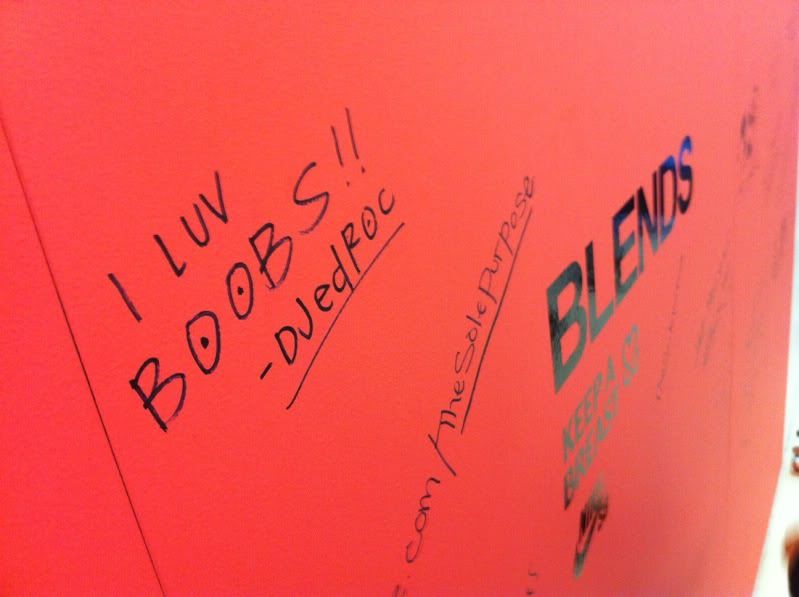 I LUV
BOOBS!!
-DJedROC
.com/theSolepurpose
BLENDS
KEEP A
BREAST